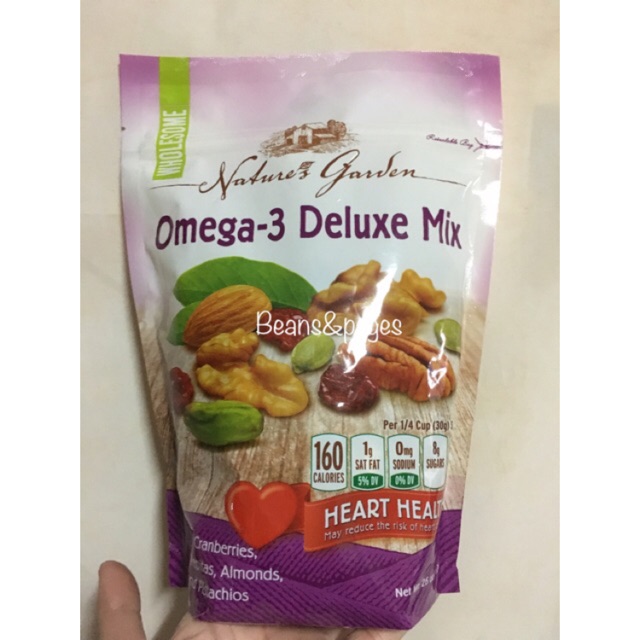 WHOLESOME
Nature's Garden
Resealable Bag
Omega-3 Deluxe Mix
Beans&pages
Per 1/4 Cup (30g)
160 CALORIES
1g SAT FAT 5% DV
0mg SODIUM 0% DV
8g SUGARS
HEART
May reduce the risk of heart
Cranberries,
Almonds,
Pistachios
Net